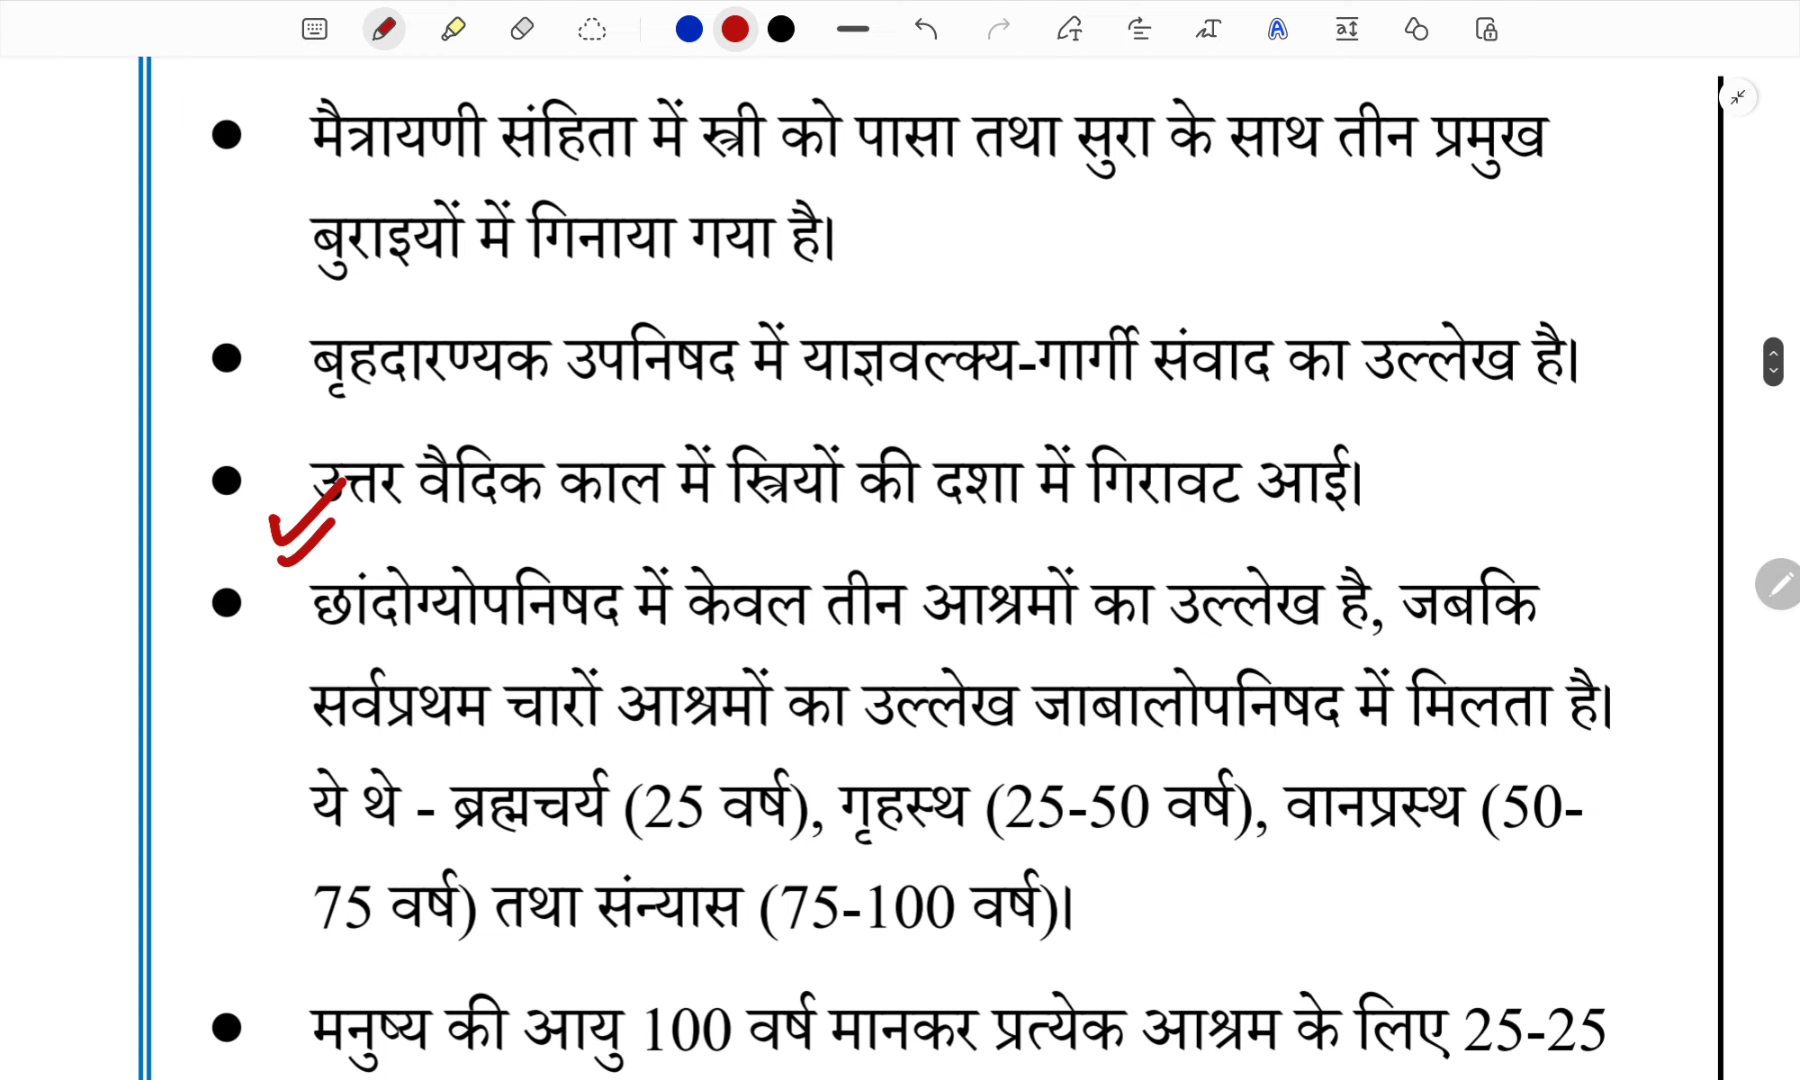 ● मैत्रायणी संहिता में स्त्री को पासा तथा सुरा के साथ तीन प्रमुख
बुराइयों में गिनाया गया है।
● बृहदारण्यक उपनिषद में याज्ञवल्क्य-गार्गी संवाद का उल्लेख है।
● उत्तर वैदिक काल में स्त्रियों की दशा में गिरावट आई।
● छांदोग्योपनिषद में केवल तीन आश्रमों का उल्लेख है, जबकि
सर्वप्रथम चारों आश्रमों का उल्लेख जाबालोपनिषद में मिलता है।
ये थे - ब्रह्मचर्य (25 वर्ष), गृहस्थ (25-50 वर्ष), वानप्रस्थ (50-
75 वर्ष) तथा संन्यास (75-100 वर्ष)।
● मनुष्य की आयु 100 वर्ष मानकर प्रत्येक आश्रम के लिए 25-25